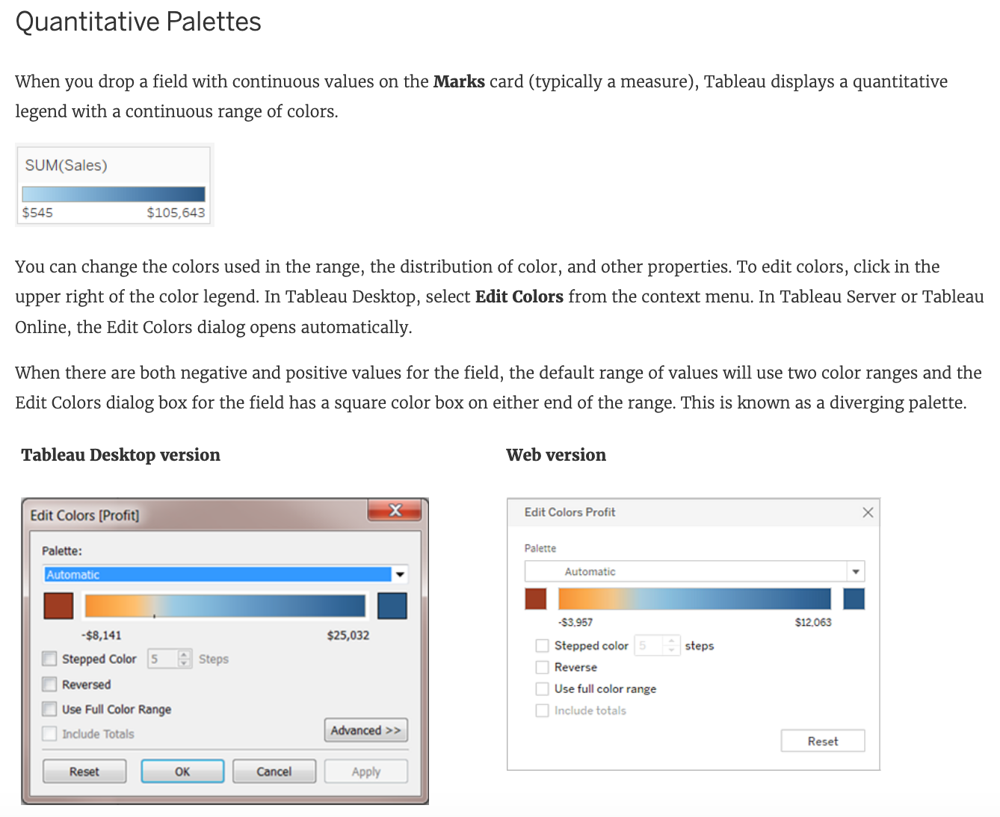 Quantitative Palettes
When you drop a field with continuous values on the Marks card (typically a measure), Tableau displays a quantitative
legend with a continuous range of colors.
SUM(Sales)
$545 $105,643
You can change the colors used in the range, the distribution of color, and other properties. To edit colors, click in the
upper right of the color legend. In Tableau Desktop, select Edit Colors from the context menu. In Tableau Server or Tableau
Online, the Edit Colors dialog opens automatically.
When there are both negative and positive values for the field, the default range of values will use two color ranges and the
Edit Colors dialog box for the field has a square color box on either end of the range. This is known as a diverging palette.
Tableau Desktop version
Edit Colors [Profit]
Palette:
Automatic
-$8,141 $25,032
Stepped Color 5 Steps
Reversed
Use Full Color Range
Include Totals
Advanced >>
Reset OK Cancel Apply
Web version
Edit Colors Profit
Palette
Automatic
-$3,957 $12,063
Stepped color 5 steps
Reverse
Use full color range
Include totals
Reset